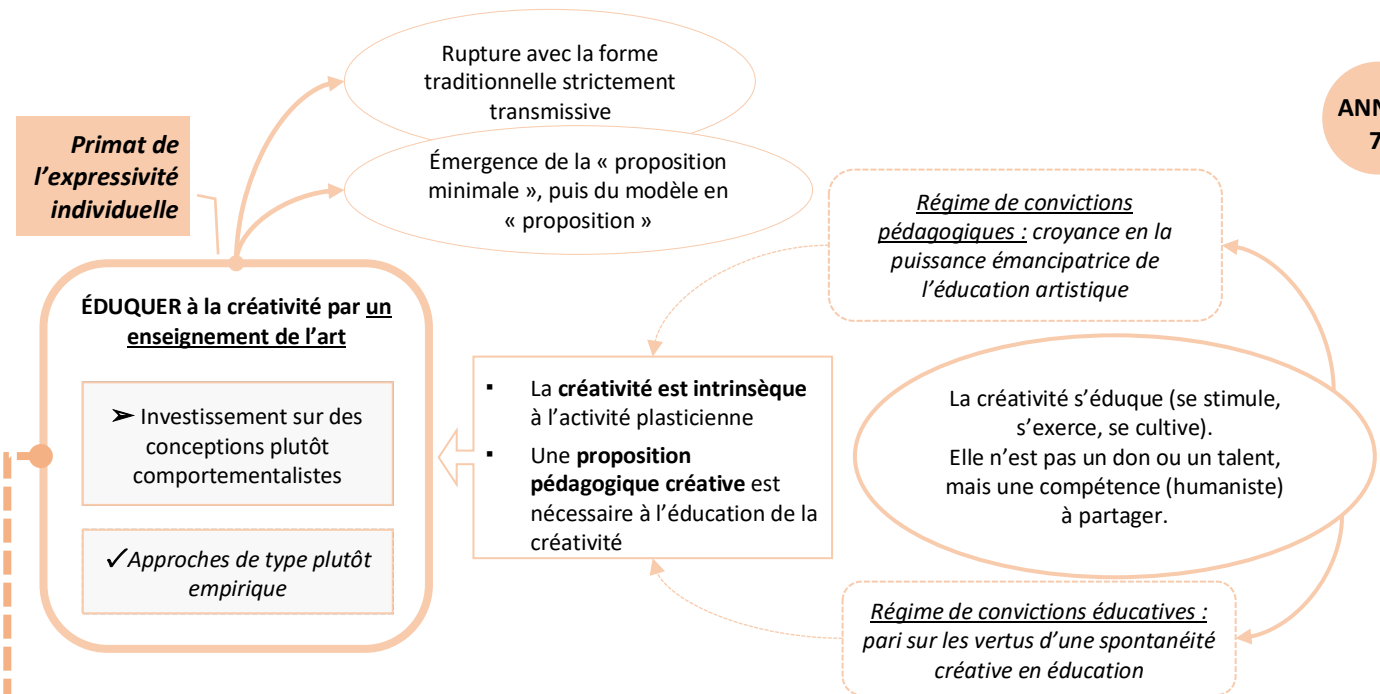 Rupture avec la forme
traditionnelle strictement
transmissive
ANN
7
Primat de
l’expressivité
individuelle
Émergence de la « proposition
minimale », puis du modèle en
« proposition »
Régime de convictions
pédagogiques : croyance en la
puissance émancipatrice de
l’éducation artistique
ÉDUQUER à la créativité par un
enseignement de l’art
➢ Investissement sur des
conceptions plutôt
comportementalistes
✓Approches de type plutôt
empirique
▪ La créativité est intrinsèque
à l’activité plasticienne
▪ Une proposition
pédagogique créative est
nécessaire à l’éducation de la
créativité
La créativité s’éduque (se stimule,
s’exerce, se cultive).
Elle n’est pas un don ou un talent,
mais une compétence (humaniste)
à partager.
Régime de convictions éducatives :
pari sur les vertus d’une spontanéité
créative en éducation